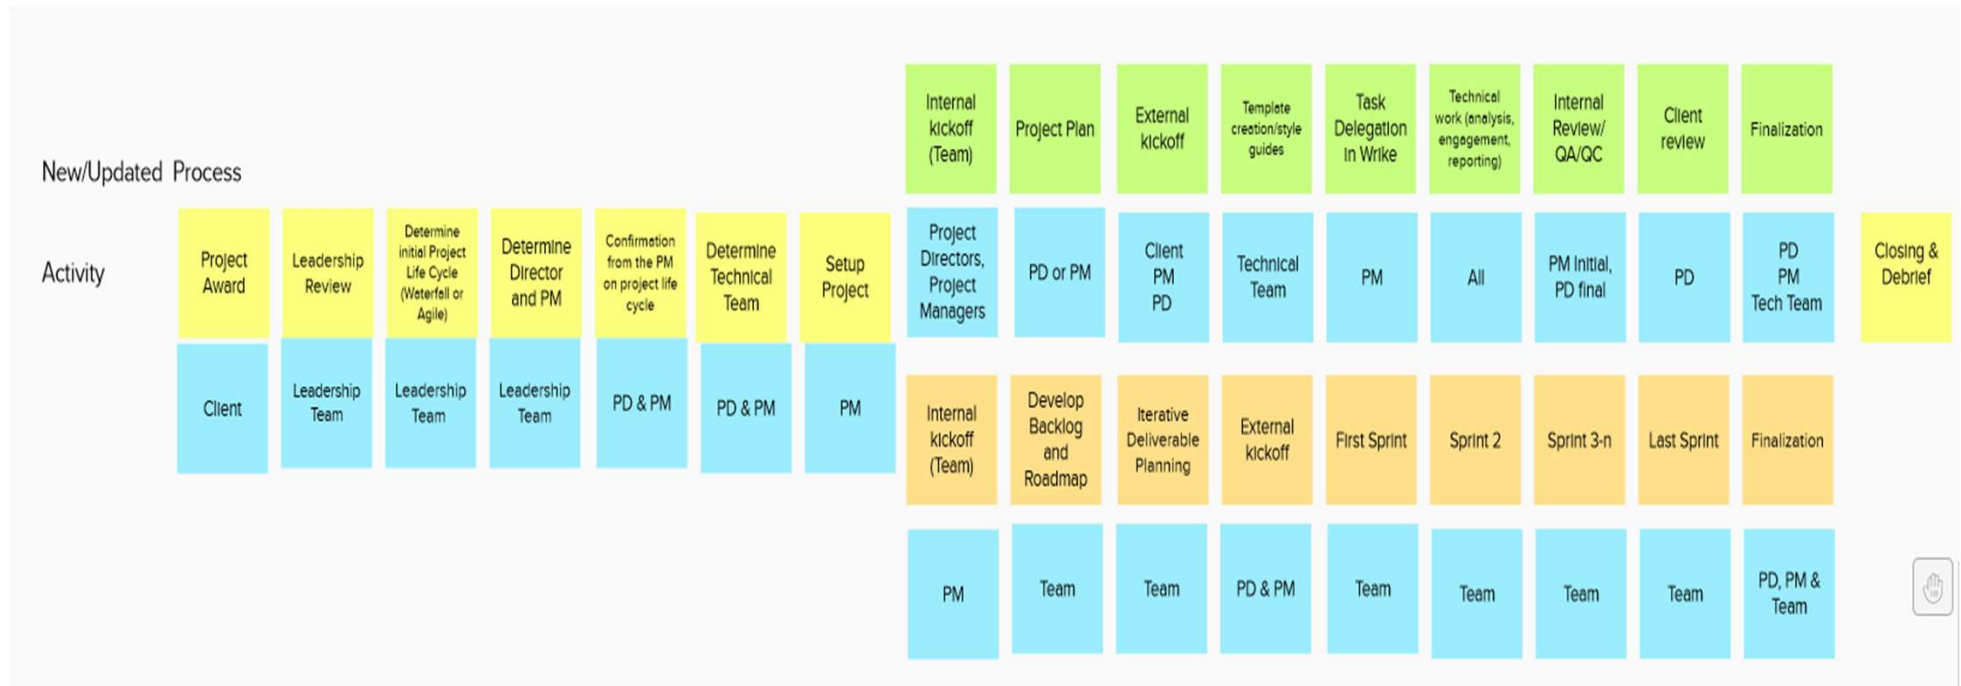 Internal
kickoff
(Team)
Project Plan
External
kickoff
Template
creation/style
guides
Task
Delegation
in Wrike
Technical
work (analysis,
engagement,
reporting)
Internal
Review/
QA/QC
Client
review
Finalization
New/Updated Process
Activity
Project
Award
Leadership
Review
Determine
initial Project
Life Cycle
(Waterfall or
Agile)
Determine
Director
and PM
Confirmation
from the PM
on project life
cycle
Determine
Technical
Team
Setup
Project
Project
Directors,
Project
Managers
PD or PM
Client
PM
PD
Technical
Team
PM
All
PM Initial,
PD final
PD
PD
PM
Tech Team
Closing &
Debrief
Client
Leadership
Team
Leadership
Team
Leadership
Team
PD & PM
PD & PM
PM
Internal
kickoff
(Team)
Develop
Backlog
and
Roadmap
Iterative
Deliverable
Planning
External
kickoff
First Sprint
Sprint 2
Sprint 3-n
Last Sprint
Finalization
PM
Team
Team
PD & PM
Team
Team
Team
Team
PD, PM &
Team